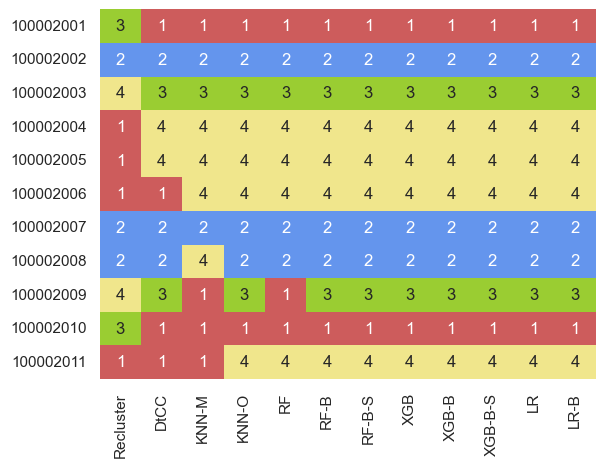 100002001 3 1 1 1 1 1 1 1 1 1 1 1
100002002 2 2 2 2 2 2 2 2 2 2 2 2
100002003 4 3 3 3 3 3 3 3 3 3 3 3
100002004 1 4 4 4 4 4 4 4 4 4 4 4
100002005 1 4 4 4 4 4 4 4 4 4 4 4
100002006 1 1 4 4 4 4 4 4 4 4 4 4
100002007 2 2 2 2 2 2 2 2 2 2 2 2
100002008 2 2 4 2 2 2 2 2 2 2 2 2
100002009 4 3 1 3 1 3 3 3 3 3 3 3
100002010 3 1 1 1 1 1 1 1 1 1 1 1
100002011 1 1 1 4 4 4 4 4 4 4 4 4
Recluster DtCC KNN-M KNN-O RF RF-B RF-B-S XGB XGB-B XGB-B-S LR LR-B